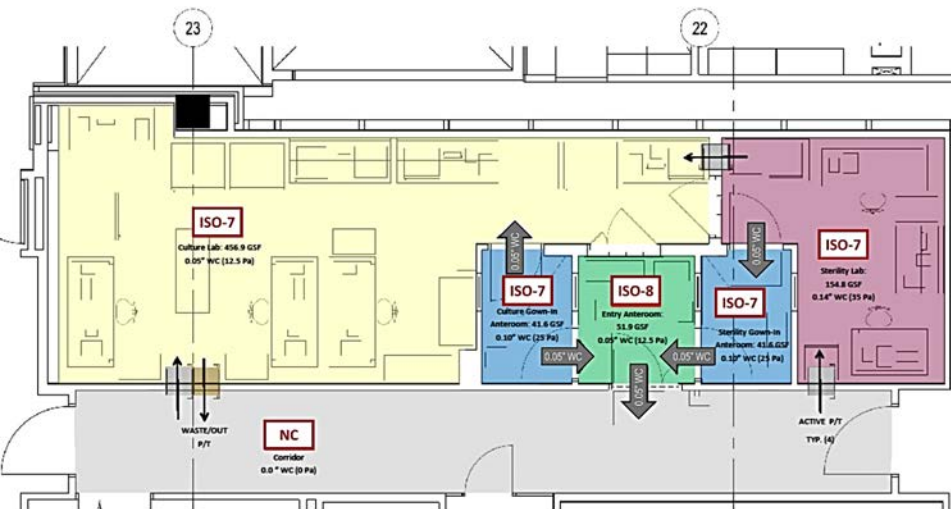 23
22
ISO-7
Culture Lab: 456.9 GSF
0.05" WC (12.5 Pa)
0.05" WC
ISO-7
Culture Gown-In
Anteroom: 41.6 GSF
0.10" WC (25 Pa)
0.05" WC
ISO-8
Entry Anteroom:
51.9 GSF
0.05" WC (12.5 Pa)
0.05" WC
0.05" WC
ISO-7
Sterility Gown-In
Anteroom: 41.6 GSF
0.10" WC (25 Pa)
0.05" WC
ISO-7
Sterility Lab:
154.8 GSF
0.14" WC (35 Pa)
WASTE/OUT
P/T
NC
Corridor
0.0 " WC (0 Pa)
ACTIVE P/T
TYP. (4)